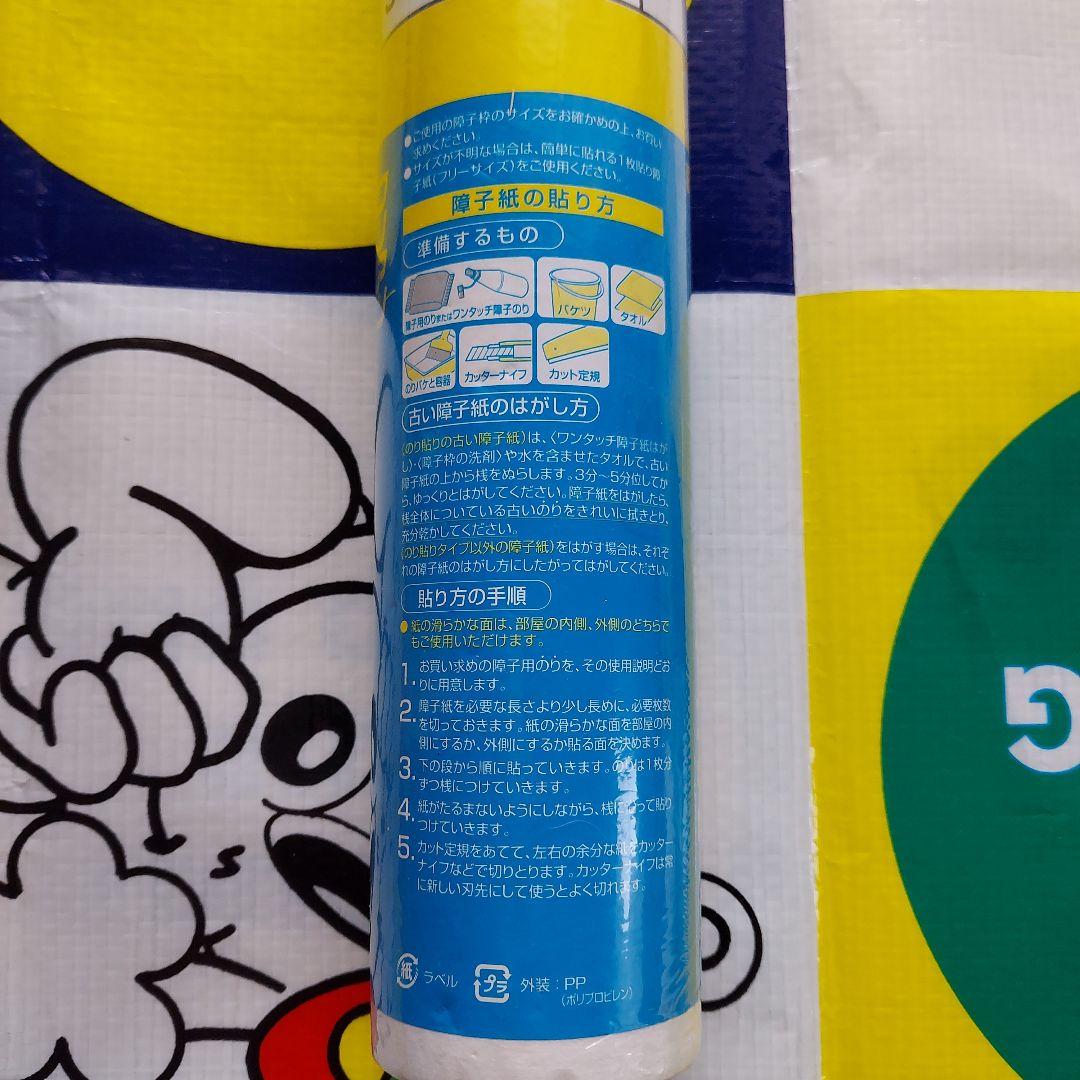 ●ご使用の障子枠のサイズをお確かめの上、お買い
求めください。
●サイズが不明な場合は、簡単に貼れる1枚貼り障
子紙〈フリーサイズ〉をご使用ください。
障子紙の貼り方
準備するもの
障子用のりまたはワンタッチ障子のり
バケツ
タオル
のりバケと容器
カッターナイフ
カット定規
古い障子紙のはがし方
〈のり貼りの古い障子紙〉は、〈ワンタッチ障子紙はが
し〉・〈障子枠の洗剤〉や水を含ませたタオルで、古い
障子紙の上から桟をぬらします。3分〜5分位してか
ら、ゆっくりとはがしてください。障子紙をはがしたら、
桟全体についている古いのりをきれいに拭きとり、
充分乾かしてください。
〈のり貼りタイプ以外の障子紙〉をはがす場合は、それぞ
れの障子紙のはがし方にしたがってはがしてください。
貼り方の手順
●紙の滑らかな面は、部屋の内側、外側のどちらで
もご使用いただけます。
1.お買い求めの障子用のりを、その使用説明どお
りに用意します。
2.障子紙を必要な長さより少し長めに、必要枚数
を切っておきます。紙の滑らかな面を部屋の内
側にするか、外側にするか貼る面を決めます。
3.下の段から順に貼っていきます。のりは1枚分
ずつ桟につけていきます。
4.紙がたるまないようにしながら、桟にそって貼り
つけていきます。
5.カット定規をあてて、左右の余分な紙をカッター
ナイフなどで切りとります。カッターナイフは常
に新しい刃先にして使うとよく切れます。
紙 ラベル プラ 外装：PP
(ポリプロピレン)
G